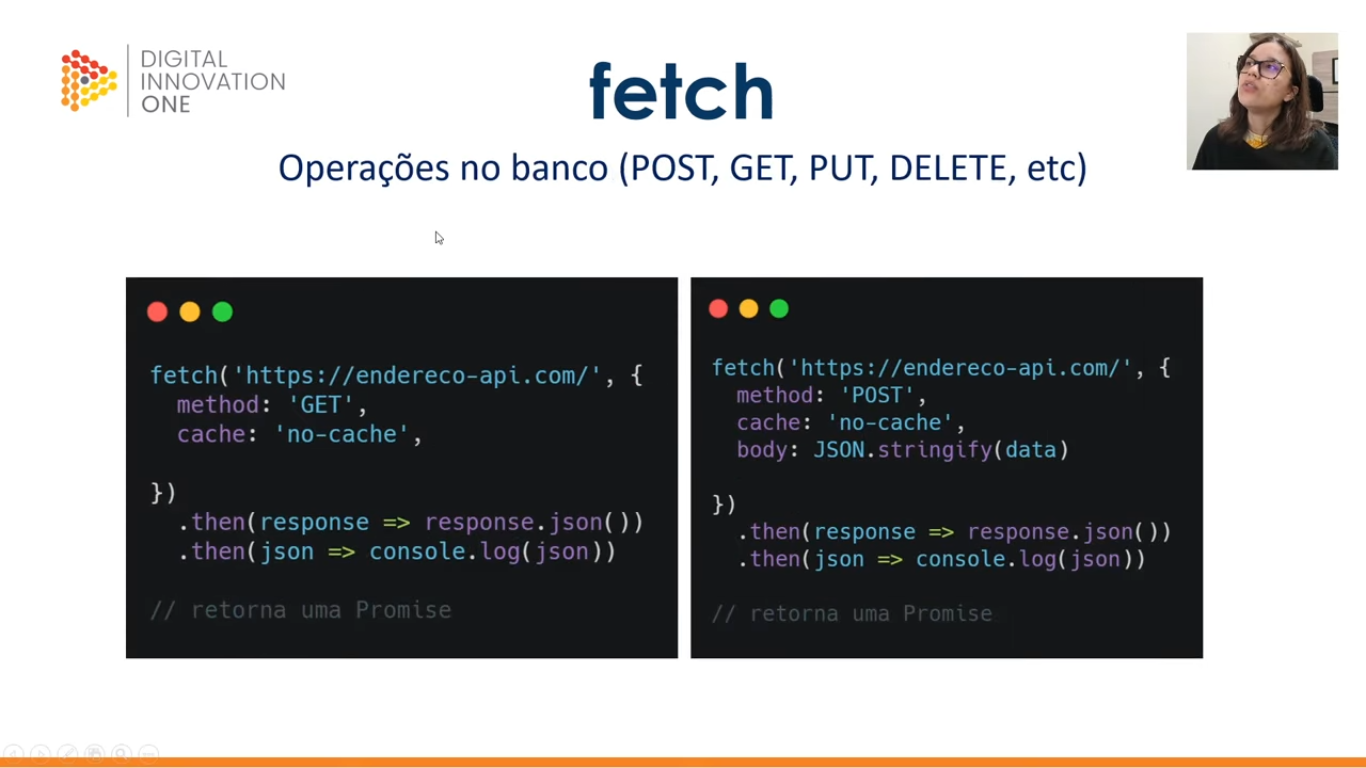 DIGITAL
INNOVATION
ONE
fetch
Operações no banco (POST, GET, PUT, DELETE, etc)
fetch('https://endereco-api.com/', {
  method: 'GET',
  cache: 'no-cache',
})
  .then(response => response.json())
  .then(json => console.log(json))
// retorna uma Promise
fetch('https://endereco-api.com/', {
  method: 'POST',
  cache: 'no-cache',
  body: JSON.stringify(data)
})
  .then(response => response.json())
  .then(json => console.log(json))
// retorna uma Promise